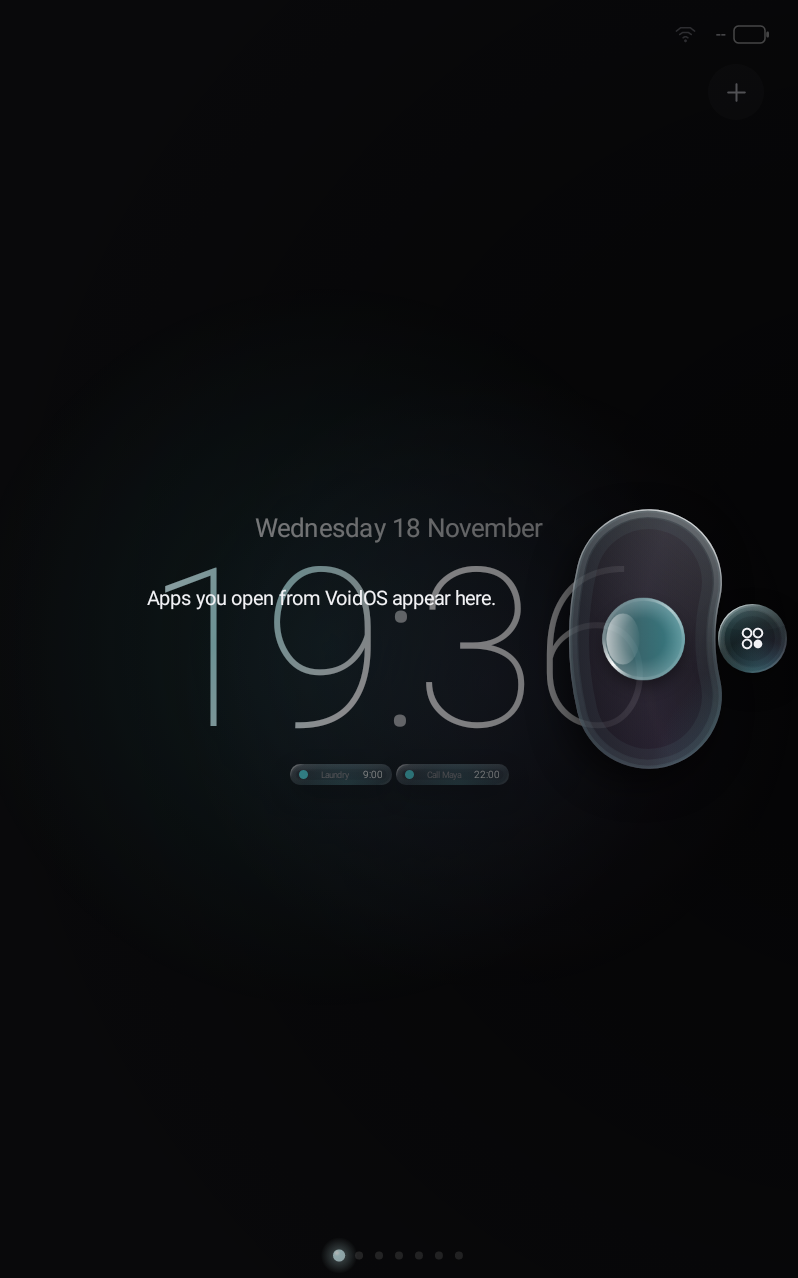 --
Wednesday 18 November
19:36
Apps you open from VoidOS appear here.
Laundry 9:00
Call Maya 22:00